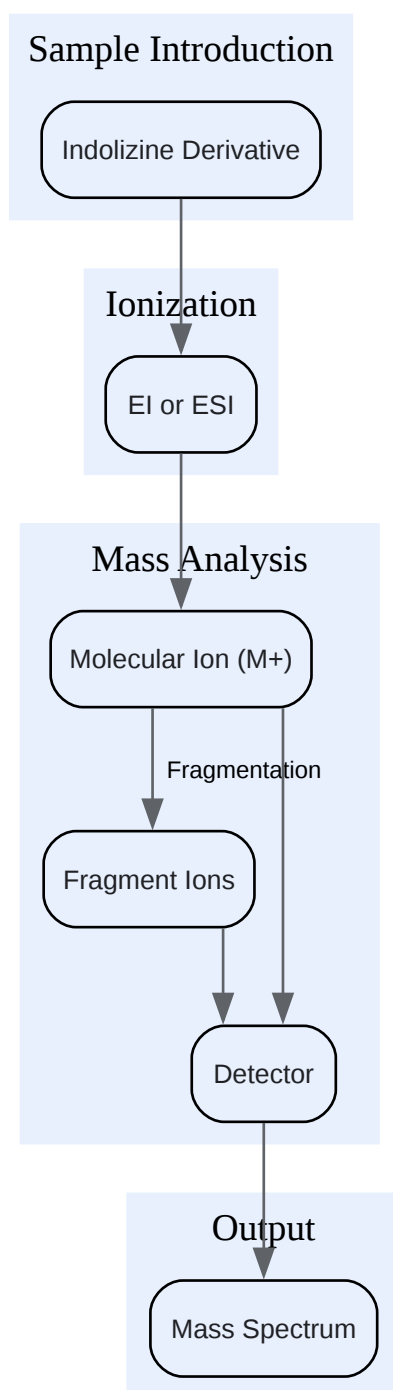 Sample Introduction
Indolizine Derivative
Ionization
EI or ESI
Mass Analysis
Molecular Ion (M+)
Fragmentation
Fragment Ions
Detector
Output
Mass Spectrum